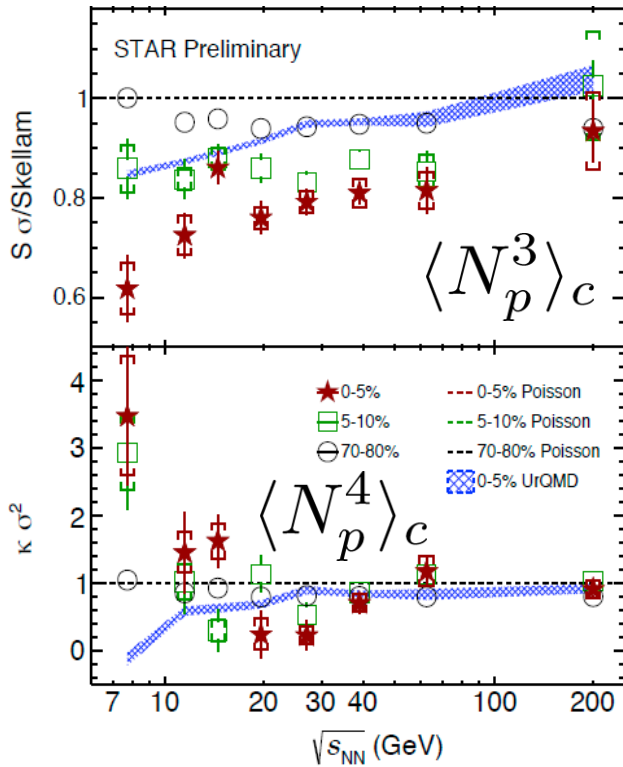 STAR Preliminary
S σ/Skellam
1
0.8
0.6
⟨N_p^3⟩_c
κ σ²
4
3
2
1
0
0-5%
5-10%
70-80%
0-5% Poisson
5-10% Poisson
70-80% Poisson
0-5% UrQMD
⟨N_p^4⟩_c
7 10 20 30 40 100 200
√s_NN (GeV)